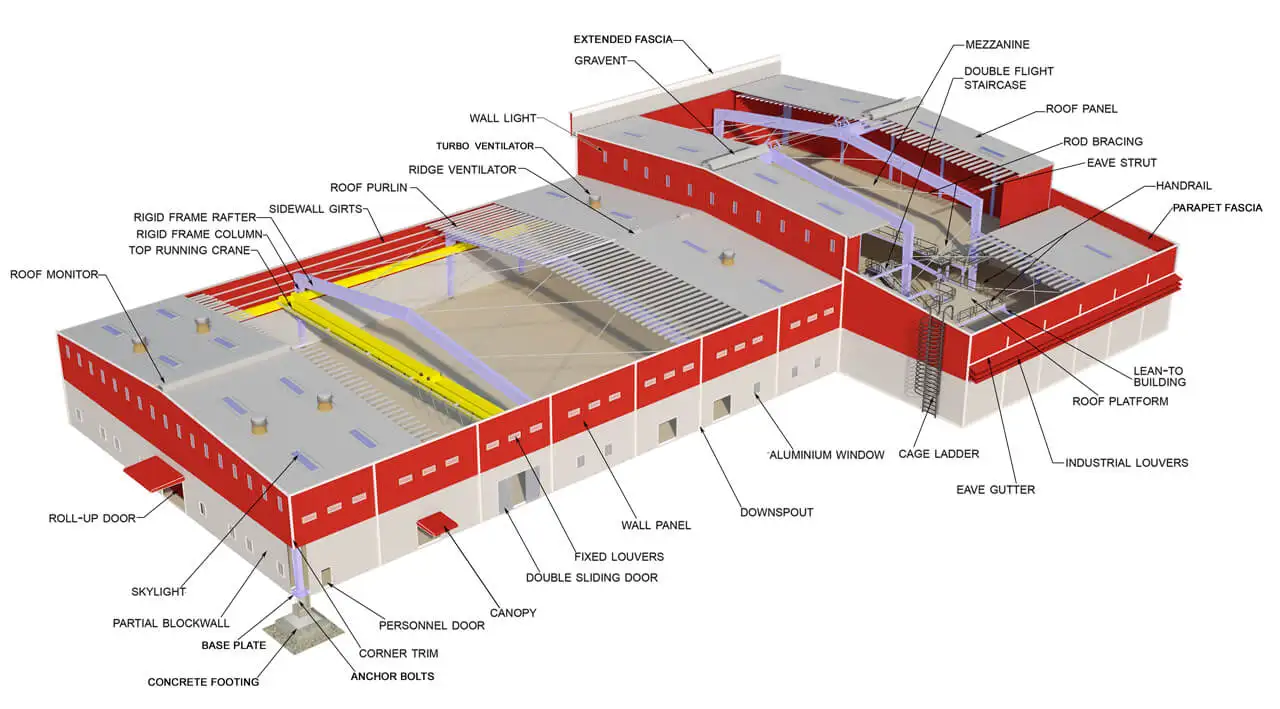 EXTENDED FASCIA
GRAVENT
WALL LIGHT
TURBO VENTILATOR
RIDGE VENTILATOR
ROOF PURLIN
SIDEWALL GIRTS
RIGID FRAME RAFTER
RIGID FRAME COLUMN
TOP RUNNING CRANE
ROOF MONITOR
MEZZANINE
DOUBLE FLIGHT
STAIRCASE
ROOF PANEL
ROD BRACING
EAVE STRUT
HANDRAIL
PARAPET FASCIA
LEAN-TO
BUILDING
ROOF PLATFORM
INDUSTRIAL LOUVERS
EAVE GUTTER
CAGE LADDER
ALUMINIUM WINDOW
DOWNSPOUT
WALL PANEL
FIXED LOUVERS
DOUBLE SLIDING DOOR
CANOPY
PERSONNEL DOOR
CORNER TRIM
ANCHOR BOLTS
ROLL-UP DOOR
SKYLIGHT
PARTIAL BLOCKWALL
BASE PLATE
CONCRETE FOOTING